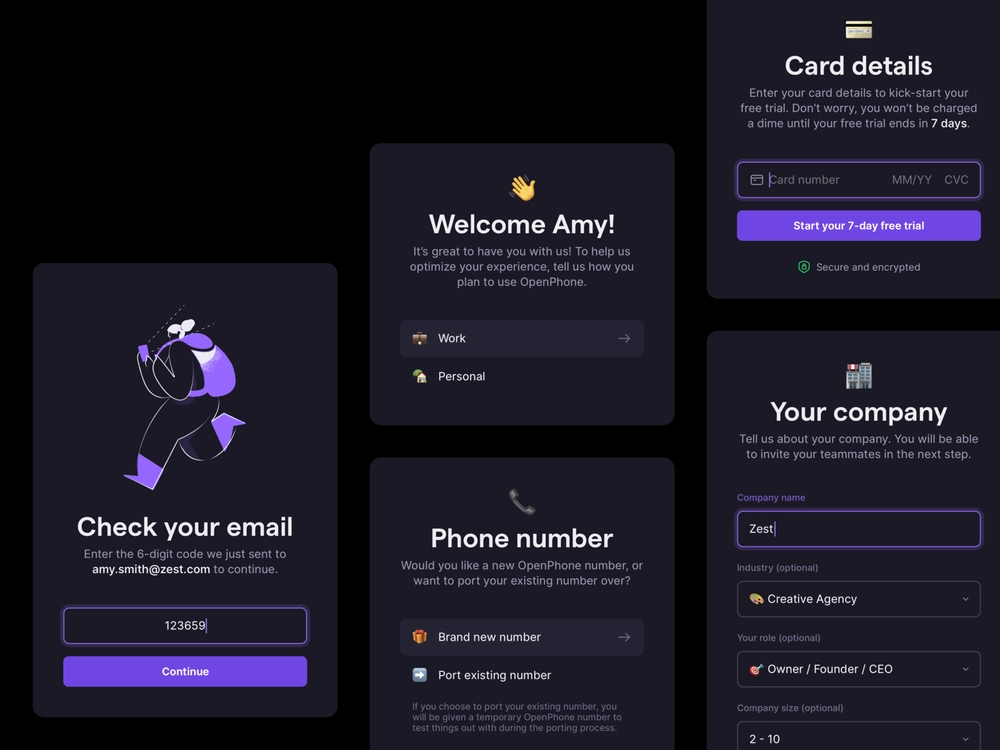 Check your email
Enter the 6-digit code we just sent to
amy.smith@zest.com to continue.
123659
Continue
Welcome Amy!
It's great to have you with us! To help us
optimize your experience, tell us how you
plan to use OpenPhone.
Work
Personal
Phone number
Would you like a new OpenPhone number, or
want to port your existing number over?
Brand new number
Port existing number
If you choose to port your existing number, you
will be given a temporary OpenPhone number to
test things out with during the porting process.
Card details
Enter your card details to kick-start your
free trial. Don't worry, you won't be charged
a dime until your free trial ends in 7 days.
Card number MM/YY CVC
Start your 7-day free trial
Secure and encrypted
Your company
Tell us about your company. You will be able
to invite your teammates in the next step.
Company name
Zest
Industry (optional)
Creative Agency
Your role (optional)
Owner / Founder / CEO
Company size (optional)
2 - 10